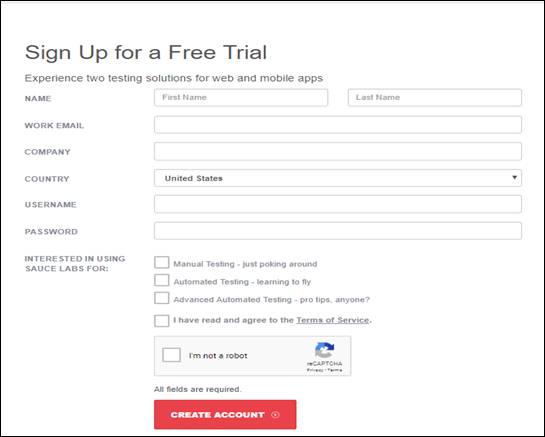 Sign Up for a Free Trial
Experience two testing solutions for web and mobile apps
NAME First Name Last Name
WORK EMAIL
COMPANY
COUNTRY United States
USERNAME
PASSWORD
INTERESTED IN USING
SAUCE LABS FOR:
Manual Testing - just poking around
Automated Testing - learning to fly
Advanced Automated Testing - pro tips, anyone?
I have read and agree to the Terms of Service.
I'm not a robot
reCAPTCHA
Privacy - Terms
All fields are required.
CREATE ACCOUNT